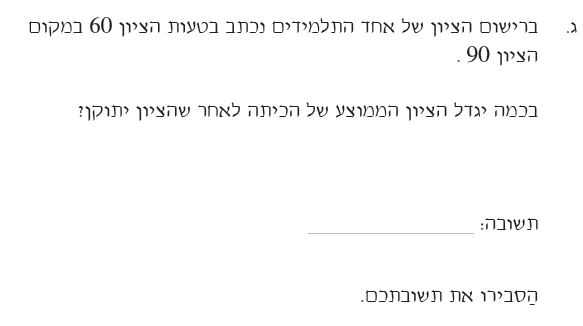 ג. ברישום הציון של אחד התלמידים נכתב בטעות הציון 60 במקום
הציון 90 .
בכמה יגדל הציון הממוצע של הכיתה לאחר שהציון יתוקן?
תשובה:
הַסבירו את תשובתכם.